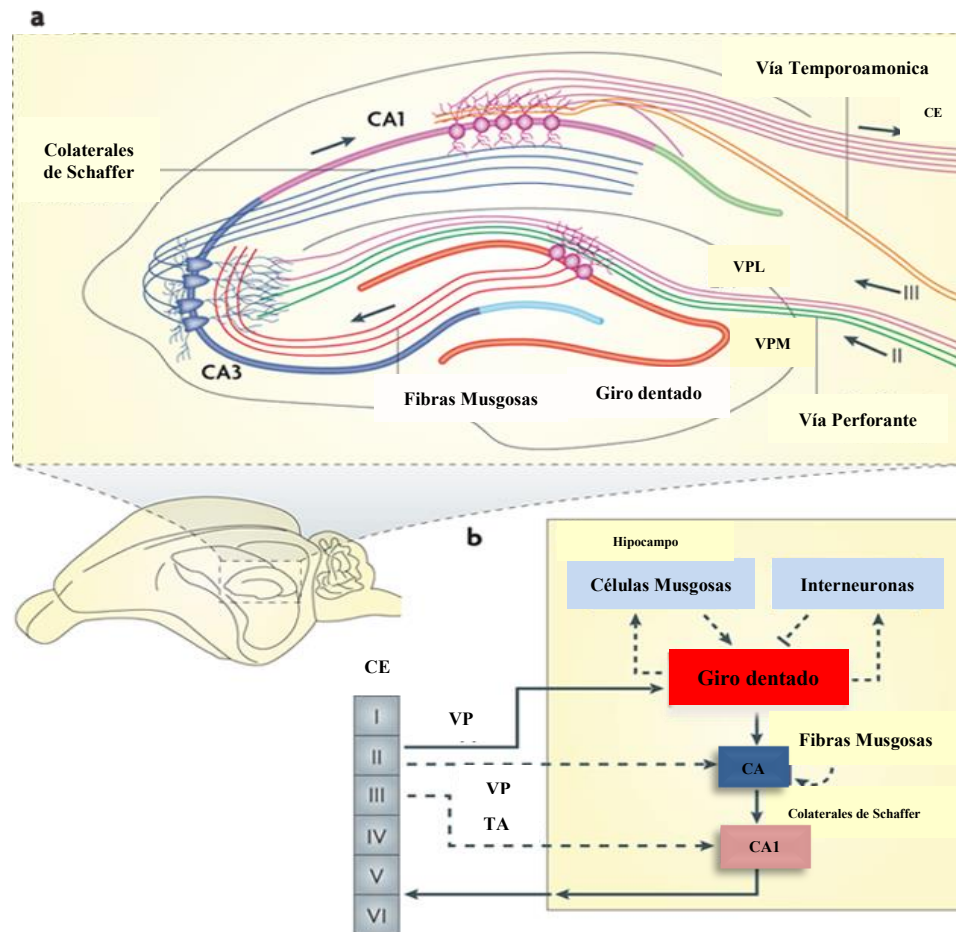 a
Vía Temporoamonica
CE
CA1
Colaterales
de Schaffer
VPL
III
VPM
II
CA3
Fibras Musgosas
Giro dentado
Vía Perforante
b
Hipocampo
Células Musgosas
Interneuronas
CE
Giro dentado
I
VP
Fibras Musgosas
II
CA
VP
III
Colaterales de Schaffer
TA
IV
CA1
V
VI